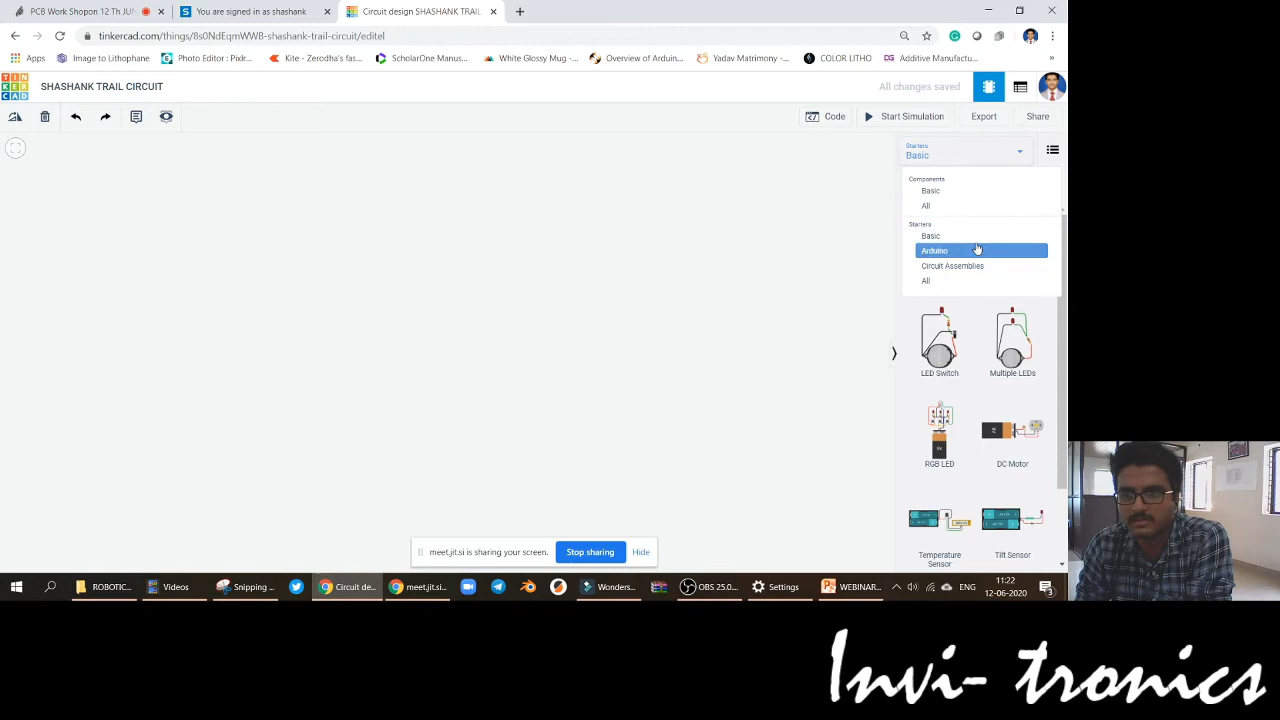 PCB Work Shopon 12 TH JUN
You are signed in as shashank
Circuit design SHASHANK TRAIL
tinkercad.com/things/8s0NdEqmWWB-shashank-trail-circuit/editel
Apps
Image to Lithophane
Photo Editor : Pixlr...
Kite - Zerodha's fas...
ScholarOne Manus...
White Glossy Mug -...
Overview of Arduin...
Yadav Matrimony -...
COLOR LITHO
Additive Manufactu...
TIN
KER
CAD
SHASHANK TRAIL CIRCUIT
All changes saved
Code
Start Simulation
Export
Share
Starters
Basic
Components
Basic
All
Starters
Basic
Arduino
Circuit Assemblies
All
LED Switch
Multiple LEDs
RGB LED
DC Motor
Temperature
Sensor
Tilt Sensor
meet.jit.si is sharing your screen.
Stop sharing
Hide
ROBOTIC...
Videos
Snipping ...
Circuit de...
meet.jit.si...
Wonders...
OBS 25.0...
Settings
WEBINAR...
ENG
11:22
12-06-2020
3
Invi- tronics